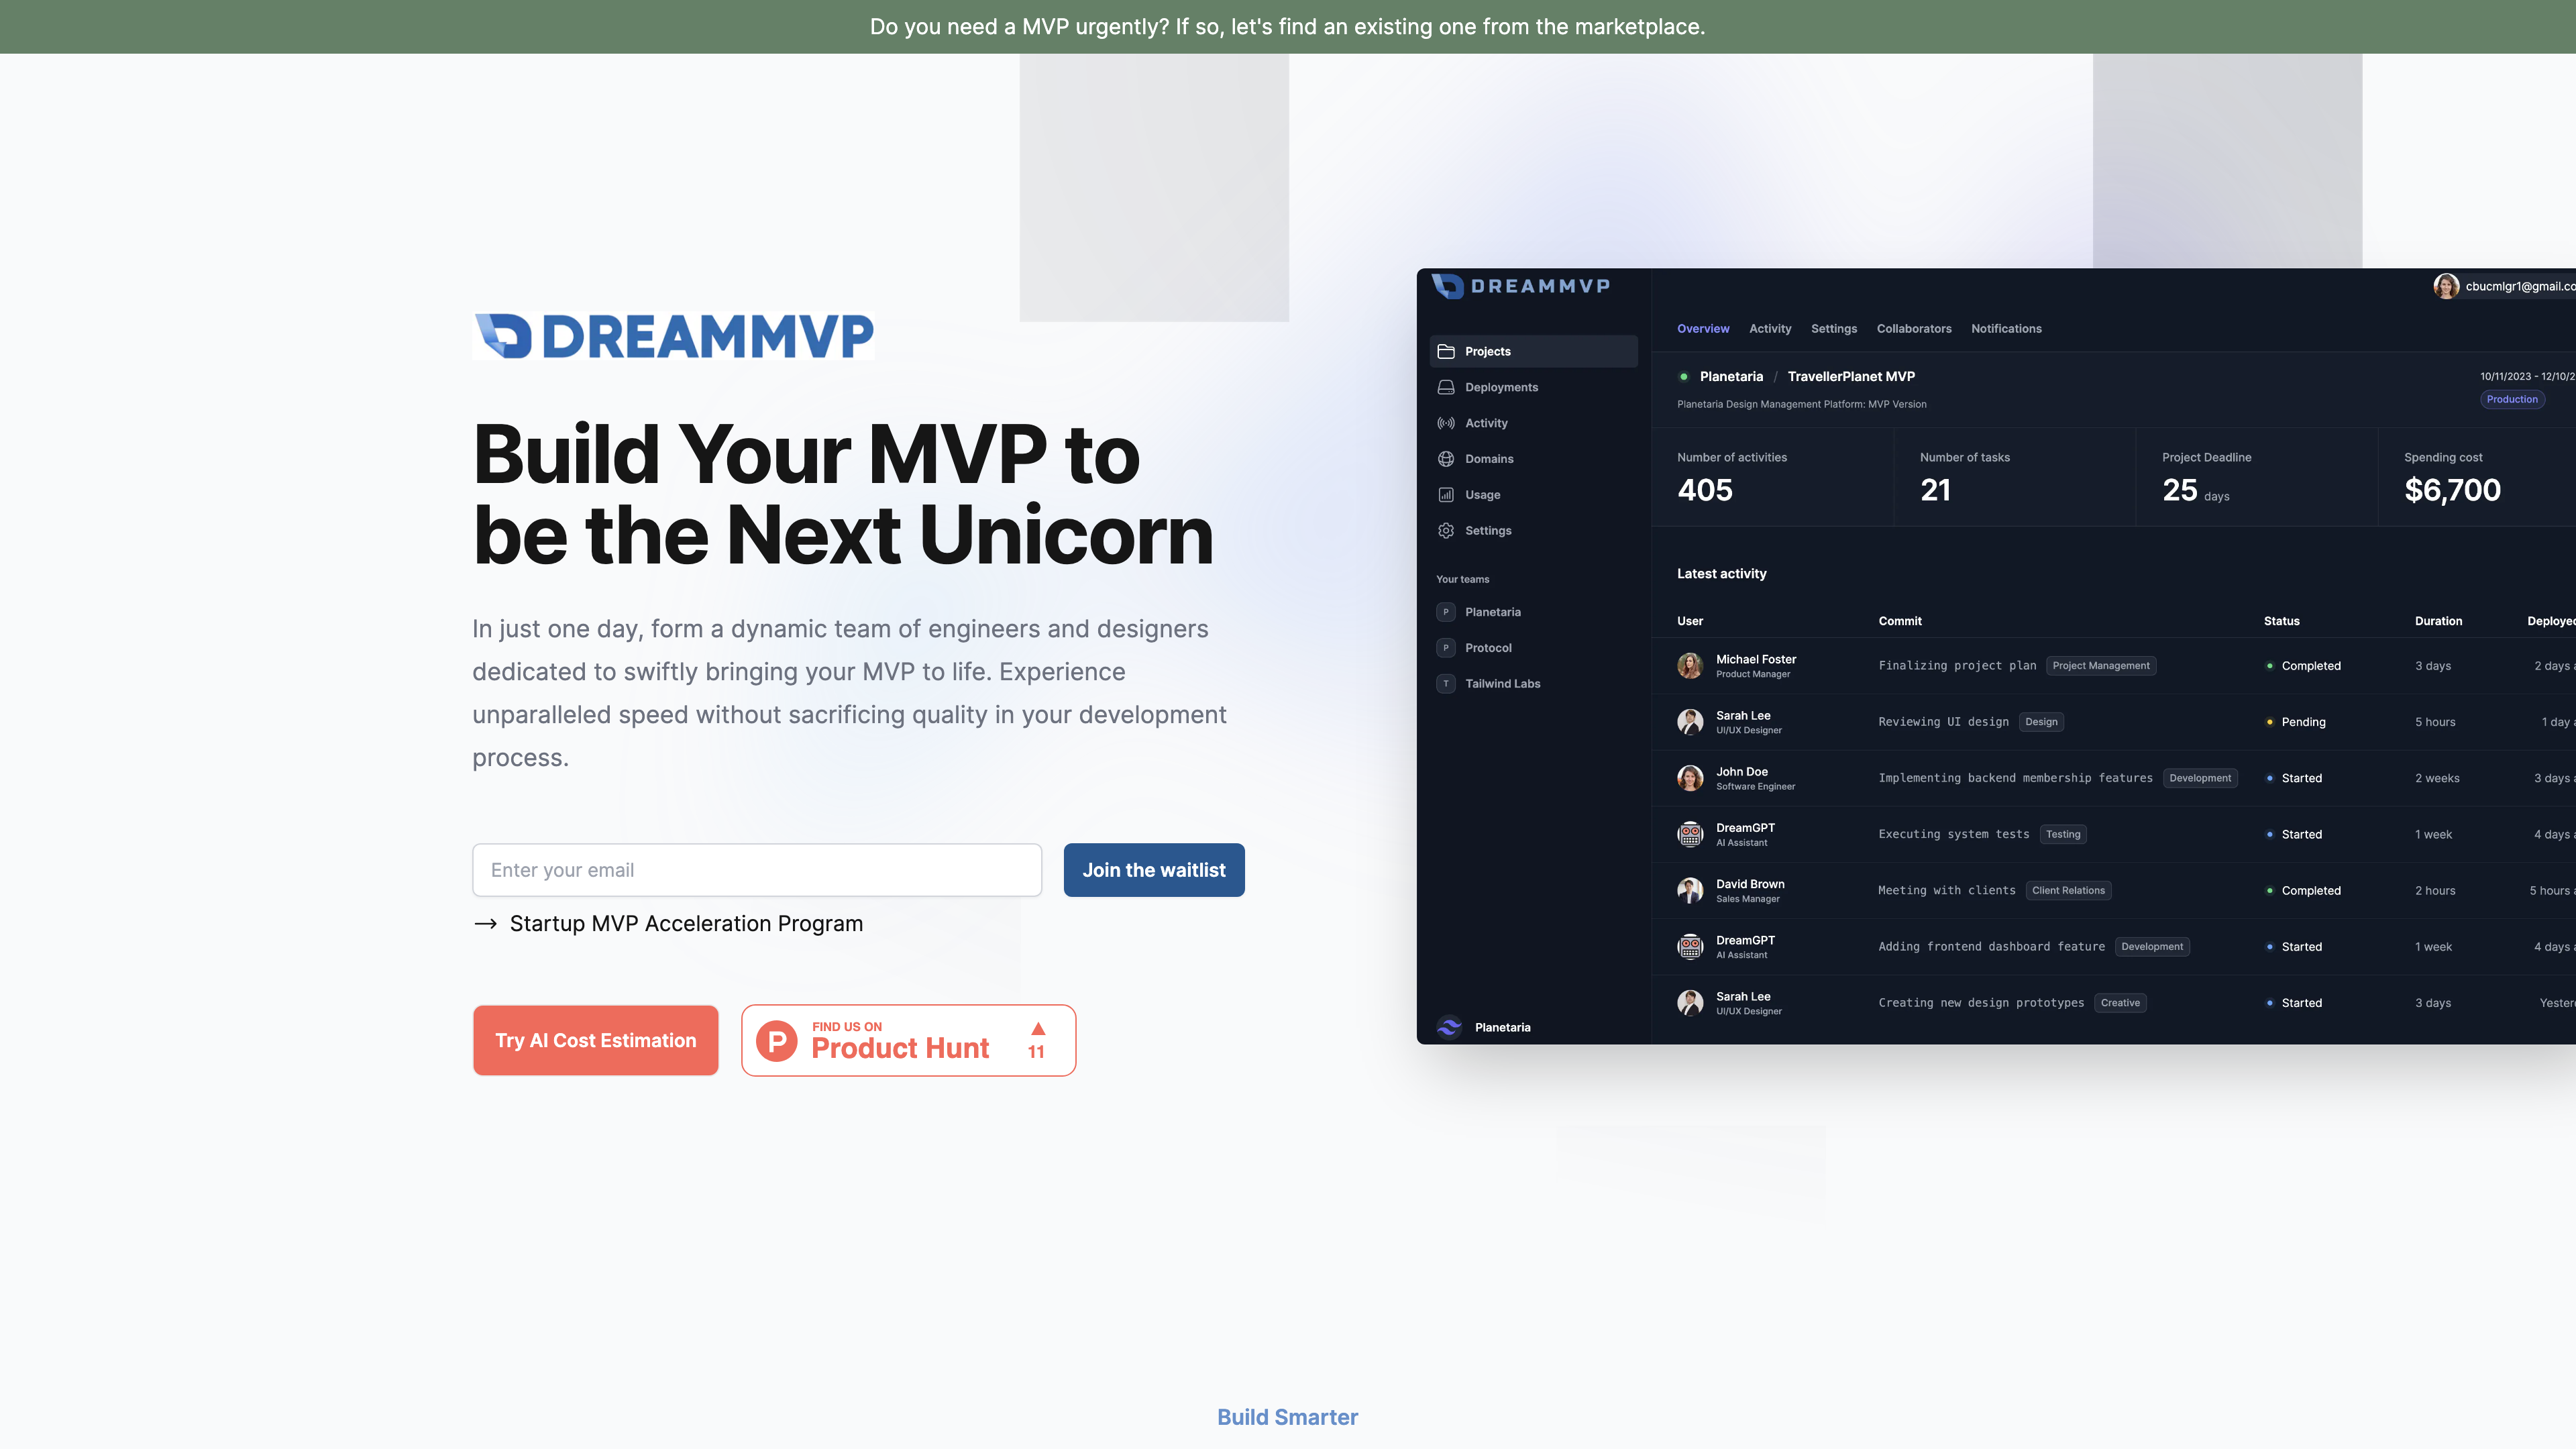 Do you need a MVP urgently? If so, let's find an existing one from the marketplace.
DREAMMVP
Build Your MVP to
be the Next Unicorn
In just one day, form a dynamic team of engineers and designers
dedicated to swiftly bringing your MVP to life. Experience
unparalleled speed without sacrificing quality in your development
process.
Enter your email
Join the waitlist
Startup MVP Acceleration Program
Try AI Cost Estimation
P
FIND US ON
Product Hunt
11
DREAMMVP
cbucmlgr1@gmail.co
Projects
Deployments
Activity
Domains
Usage
Settings
Your teams
P Planetaria
P Protocol
T Tailwind Labs
Planetaria
Overview Activity Settings Collaborators Notifications
Planetaria / TravellerPlanet MVP
10/11/2023 - 12/10/2
Planetaria Design Management Platform: MVP Version
Production
Number of activities Number of tasks Project Deadline Spending cost
405 21 25 days $6,700
Latest activity
User Commit Status Duration Deployed
Michael Foster
Product Manager
Finalizing project plan Project Management Completed 3 days 2 days
Sarah Lee
UI/UX Designer
Reviewing UI design Design Pending 5 hours 1 day
John Doe
Software Engineer
Implementing backend membership features Development Started 2 weeks 3 days
DreamGPT
AI Assistant
Executing system tests Testing Started 1 week 4 days
David Brown
Sales Manager
Meeting with clients Client Relations Completed 2 hours 5 hours
DreamGPT
AI Assistant
Adding frontend dashboard feature Development Started 1 week 4 days
Sarah Lee
UI/UX Designer
Creating new design prototypes Creative Started 3 days Yester
Build Smarter